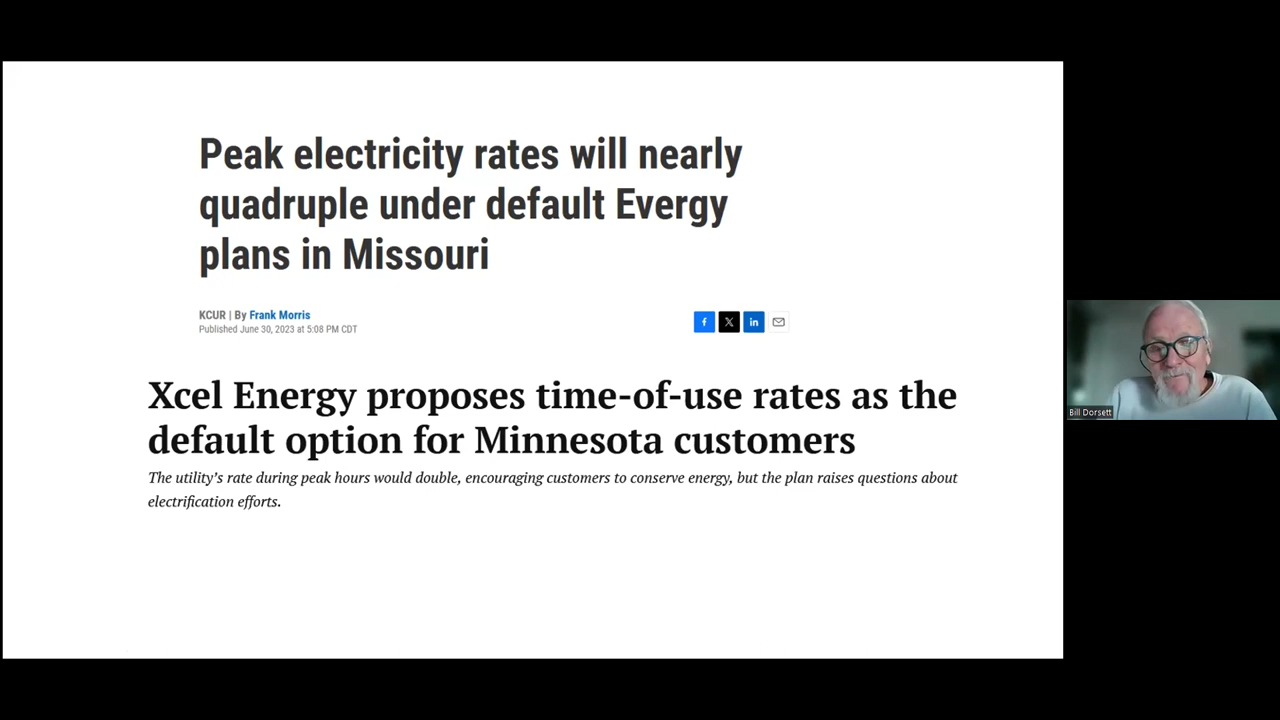 Peak electricity rates will nearly
quadruple under default Evergy
plans in Missouri
KCUR | By Frank Morris
Published June 30, 2023 at 5:08 PM CDT
Xcel Energy proposes time-of-use rates as the
default option for Minnesota customers
The utility’s rate during peak hours would double, encouraging customers to conserve energy, but the plan raises questions about
electrification efforts.
Bill Dorsett